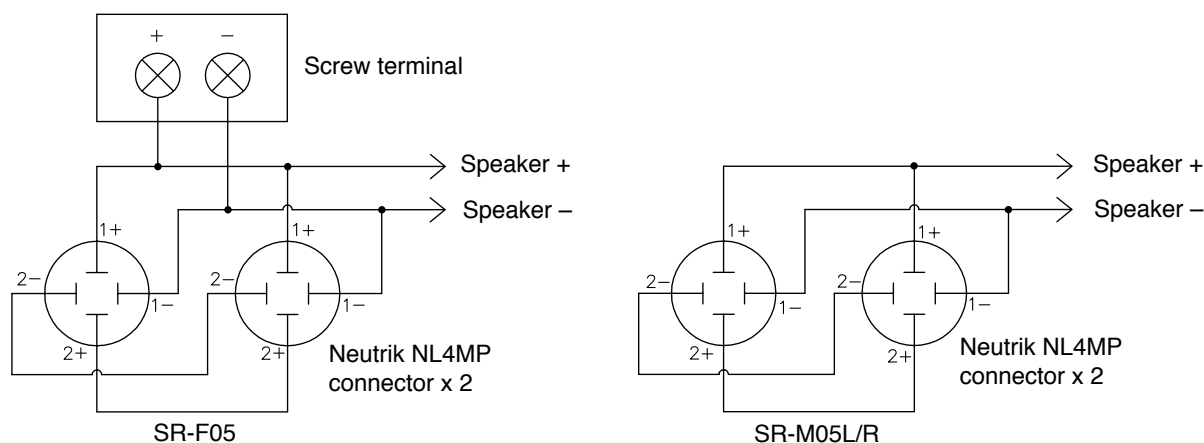 + −
Screw terminal
Speaker +
Speaker –
1+
1+
2−
2−
1−
1−
2+
2+
Neutrik NL4MP
connector x 2
SR-F05
Speaker +
Speaker –
1+
1+
2−
2−
1−
1−
2+
2+
Neutrik NL4MP
connector x 2
SR-M05L/R